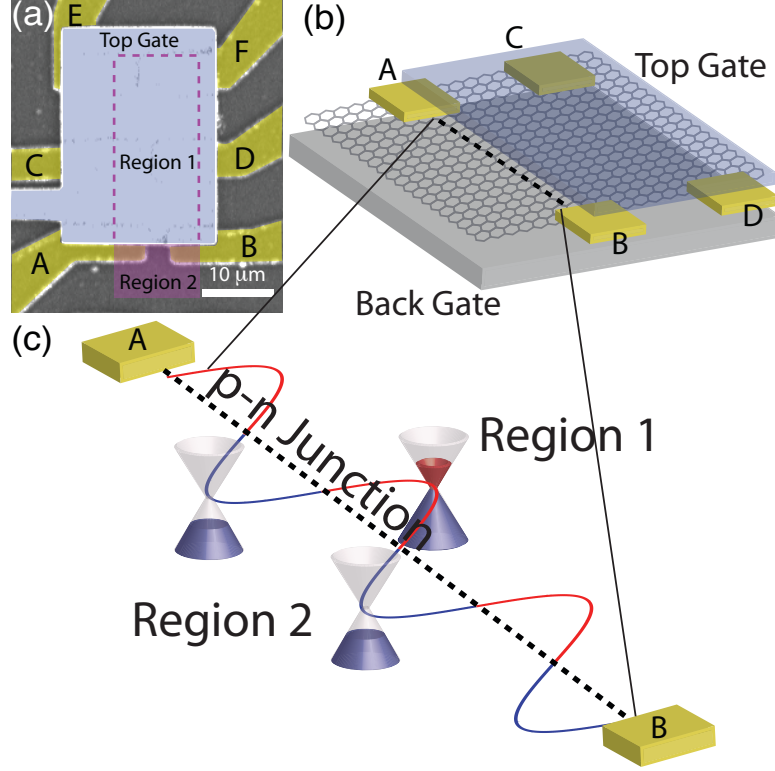 (a)
E
Top Gate
F
Region 1
C
D
A
B
Region 2
10 μm
(b)
C
A
Top Gate
B
D
Back Gate
(c)
A
p-n Junction
Region 1
Region 2
B